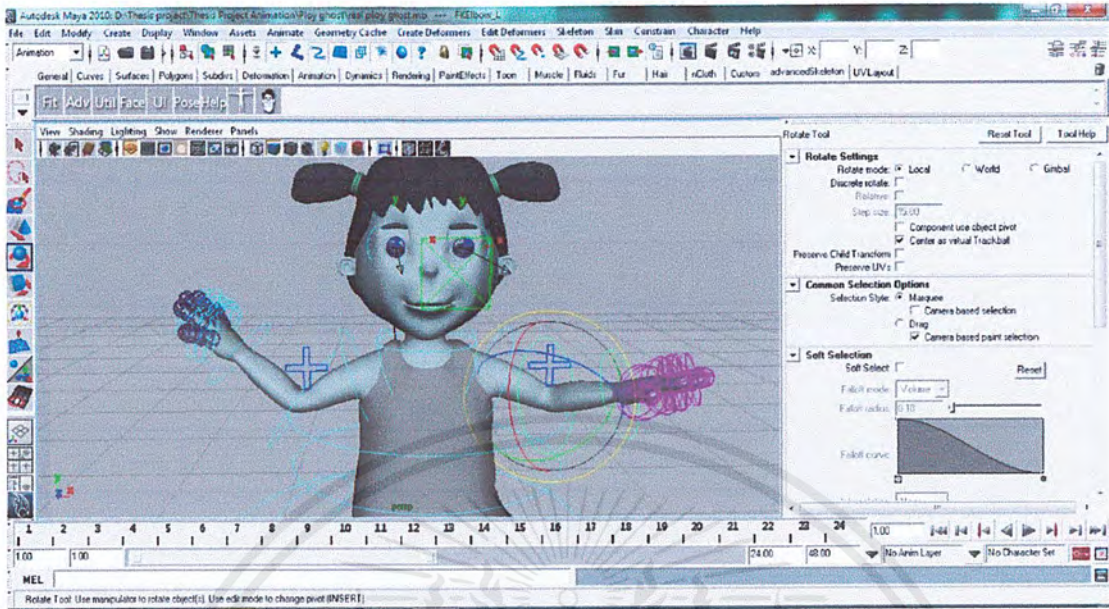 Autodesk Maya 2010: D:\Thesis project\Thesis Project Animation\Ploy ghost\real ploy ghost.mp --- FKElbow_L
File Edit Modify Create Display Window Assets Animate Geometry Cache Create Deformers Edit Deformers Skeleton Skin Constrain Character Help
Animation X: Y: Z:
General Curves Surfaces Polygons Subdivs Deformation Animation Dynamics Rendering PaintEffects Toon Muscle Fluids Fur Hair nCloth Custom advancedSkeleton UVLayout
Fit Adv Util Face UI Pose Help
View Shading Lighting Show Renderer Panels
Rotate Tool Reset Tool Tool Help
Rotate Settings
Rotate mode: Local World Gimbal
Discrete rotate:
Relative:
Step size: 15.00
Component use object pivot
Center as virtual Trackball
Preserve Child Transform
Preserve UVs
Common Selection Options
Selection Style: Marquee
Camera based selection
Drag
Camera based paint selection
Soft Selection
Soft Select Reset
Falloff mode: Volume
Falloff radius:
Falloff curve:
persp
1 2 3 4 5 6 7 8 9 10 11 12 13 14 15 16 17 18 19 20 21 22 23 24 1.00
1.00 1.00 24.00 48.00 No Anim Layer No Character Set
MEL
Rotate Tool: Use manipulator to rotate object(s). Use edit mode to change pivot (INSERT).